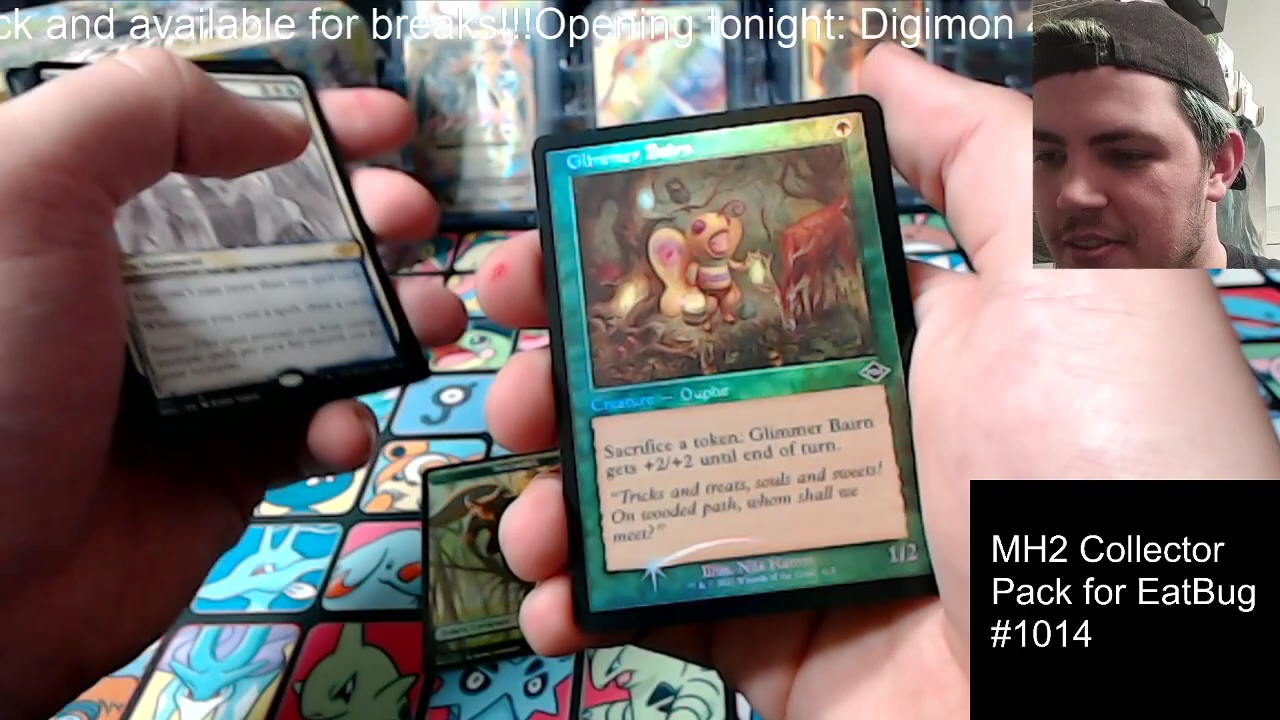 ck and available for breaks!!!Opening tonight: Digimon
Glimmer Bairn
Creature — Ouphe
Sacrifice a token: Glimmer Bairn
gets +2/+2 until end of turn.
"Tricks and treats, souls and sweets!
On wooded path, whom shall we
meet?"
1/2
MH2 Collector
Pack for EatBug
#1014